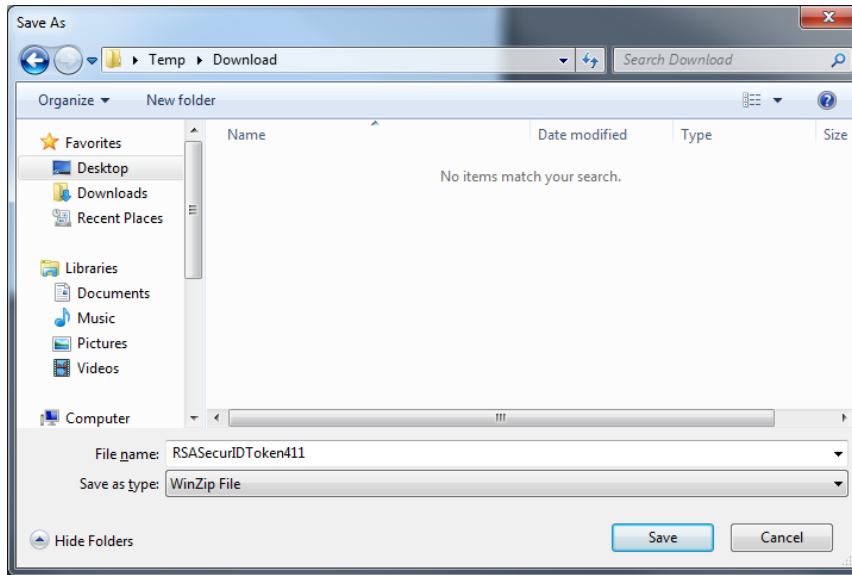 Save As
Temp Download
Search Download
Organize New folder
Name Date modified Type Size
No items match your search.
Favorites
Desktop
Downloads
Recent Places
Libraries
Documents
Music
Pictures
Videos
Computer
File name: RSASecurIDToken411
Save as type: WinZip File
Hide Folders
Save Cancel